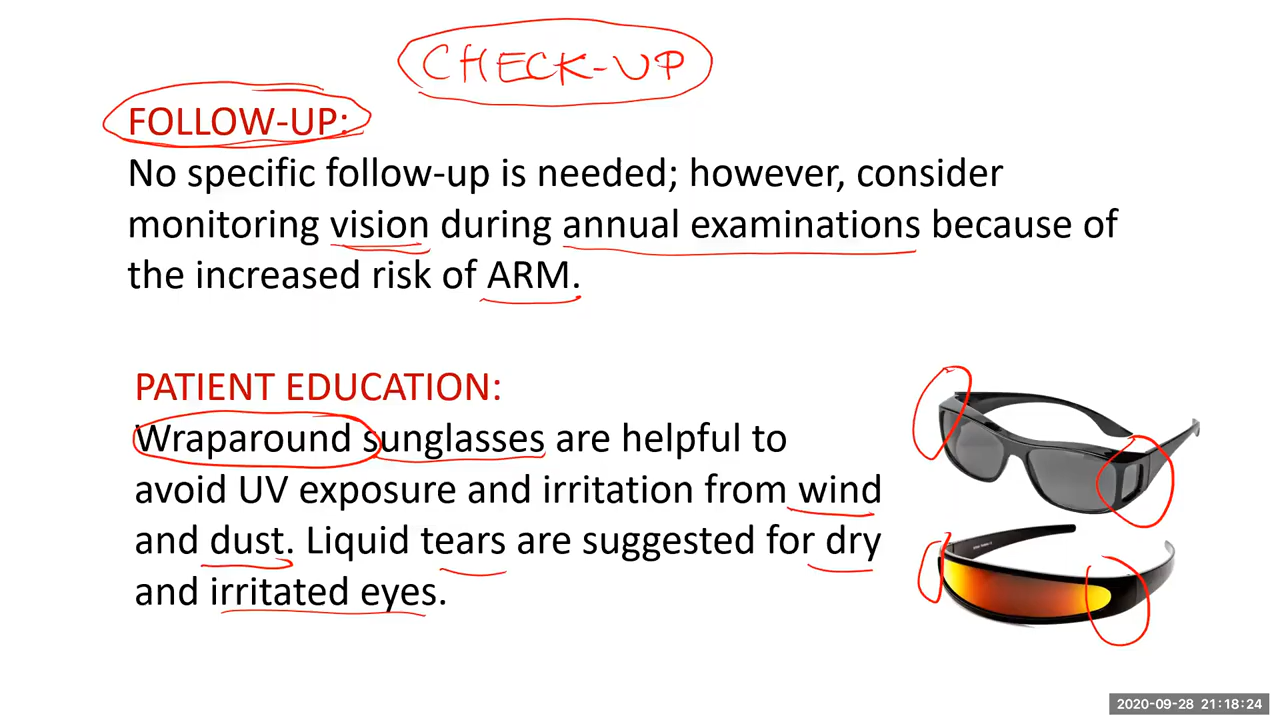 CHECK-UP
FOLLOW-UP:
No specific follow-up is needed; however, consider
monitoring vision during annual examinations because of
the increased risk of ARM.
PATIENT EDUCATION:
Wraparound sunglasses are helpful to
avoid UV exposure and irritation from wind
and dust. Liquid tears are suggested for dry
and irritated eyes.
2020-09-28 21:18:24